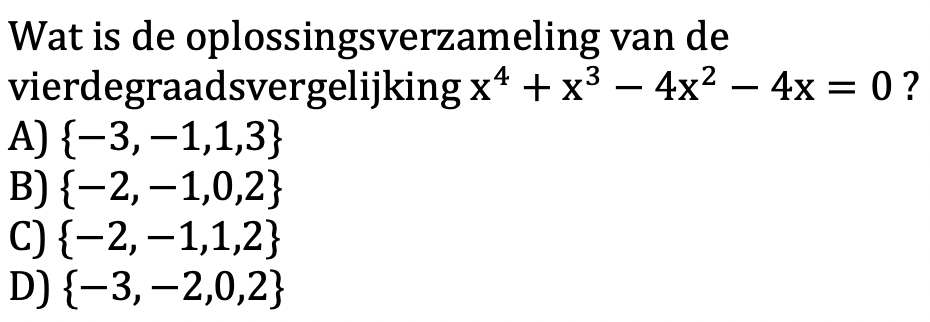 Wat is de oplossingsverzameling van de
vierdegraadsvergelijking x⁴ + x³ − 4x² − 4x = 0 ?
A) {−3, −1,1,3}
B) {−2, −1,0,2}
C) {−2, −1,1,2}
D) {−3, −2,0,2}